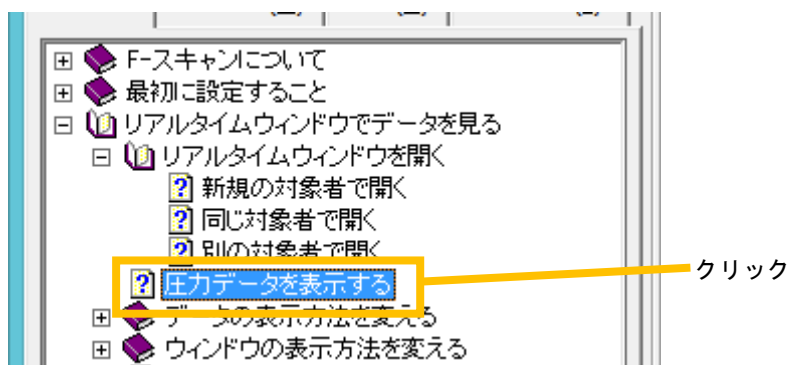 F-スキャンについて
最初に設定すること
リアルタイムウィンドウでデータを見る
リアルタイムウィンドウを開く
新規の対象者で開く
同じ対象者で開く
別の対象者で開く
圧力データを表示する
クリック
データの表示方法を変える
ウィンドウの表示方法を変える